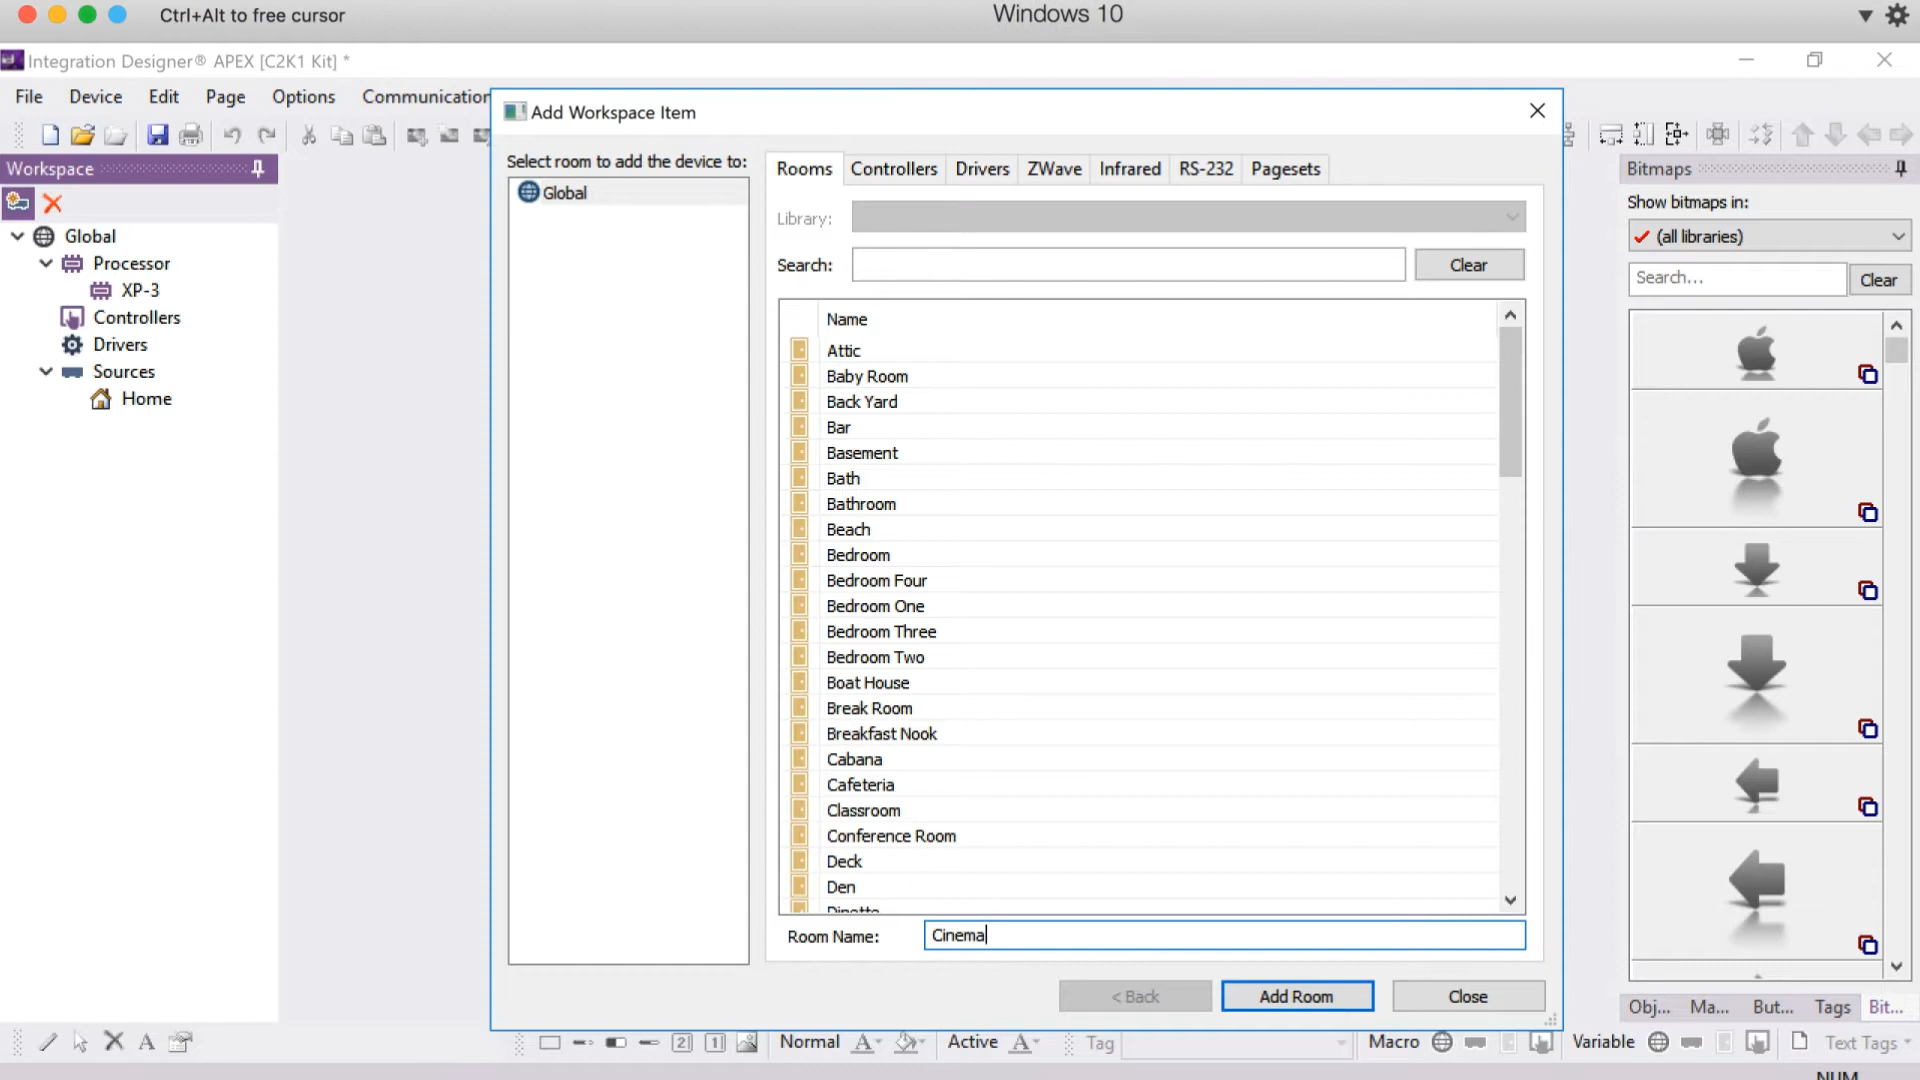 Ctrl+Alt to free cursor
Windows 10
Integration Designer® APEX [C2K1 Kit] *
File Device Edit Page Options Communication
Workspace
Global
Processor
XP-3
Controllers
Drivers
Sources
Home
Add Workspace Item
Select room to add the device to:
Global
Rooms Controllers Drivers ZWave Infrared RS-232 Pagesets
Library:
Search:
Clear
Name
Attic
Baby Room
Back Yard
Bar
Basement
Bath
Bathroom
Beach
Bedroom
Bedroom Four
Bedroom One
Bedroom Three
Bedroom Two
Boat House
Break Room
Breakfast Nook
Cabana
Cafeteria
Classroom
Conference Room
Deck
Den
Dinette
Room Name: Cinema
< Back Add Room Close
Bitmaps
Show bitmaps in:
(all libraries)
Search...
Clear
Obj... Ma... But... Tags Bit...
A
2 1 Normal A Active A Tag Macro Variable Text Tags
NUM